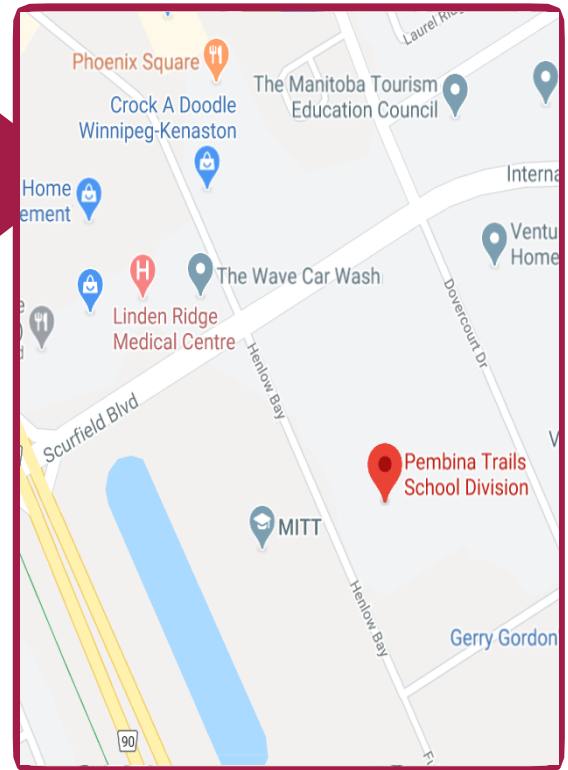 Laurel Ridg
Phoenix Square
The Manitoba Tourism
Education Council
Crock A Doodle
Winnipeg-Kenaston
Interna
Home
ement
Ventu
Home
The Wave Car Wash
Linden Ridge
Medical Centre
Dovercourt Dr
Henlow Bay
Scurfield Blvd
Pembina Trails
School Division
MITT
Henlow Bay
Gerry Gordon
90